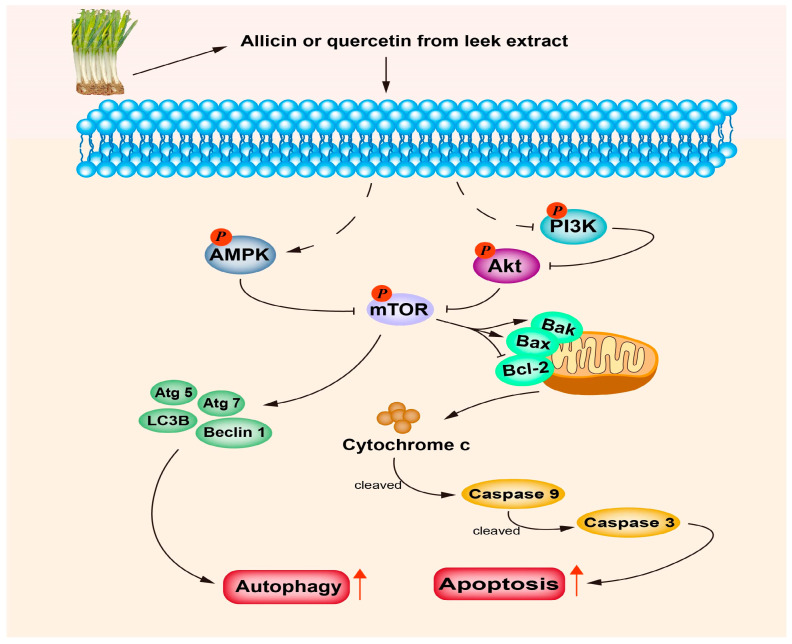 Allicin or quercetin from leek extract
P
PI3K
P
AMPK
P
Akt
P
mTOR
Bak
Bax
Bcl-2
Atg 5
Atg 7
LC3B
Beclin 1
Cytochrome c
cleaved
Caspase 9
cleaved
Caspase 3
Autophagy
Apoptosis